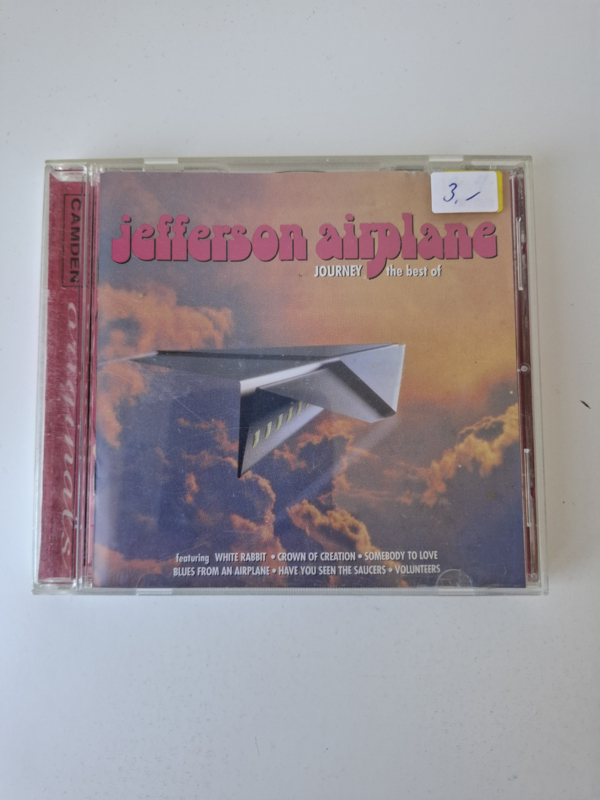 3,-
jefferson airplane
JOURNEY the best of
CAMDEN
originals
featuring WHITE RABBIT • CROWN OF CREATION • SOMEBODY TO LOVE
BLUES FROM AN AIRPLANE • HAVE YOU SEEN THE SAUCERS • VOLUNTEERS